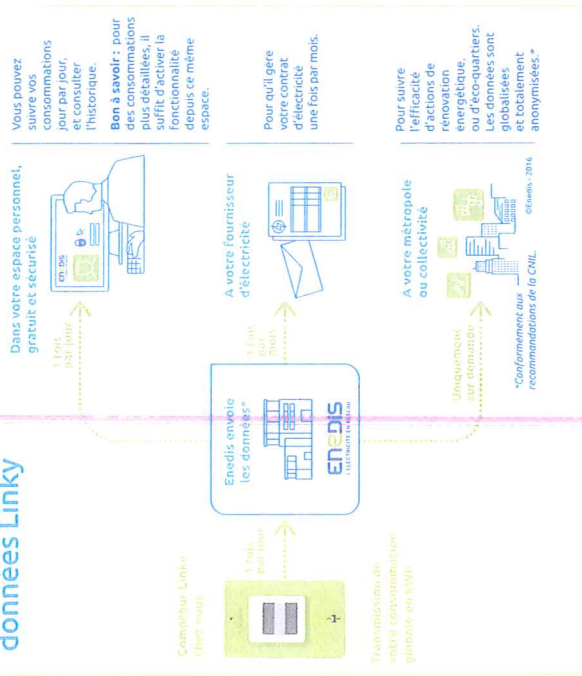 données Linky
Compteur Linky
chez vous
1 fois
par jour
Transmission de
votre consommation
globale en kWh
Enedis envoie
les données*
ENEDIS
L'ELECTRICITE EN RESEAU
1 fois
par jour
Dans votre espace personnel,
gratuit et sécurisé
ENEDIS
Vous pouvez
suivre vos
consommations
jour par jour,
et consulter
l'historique.
Bon à savoir : pour
des consommations
plus détaillées, il
suffit d'activer la
fonctionnalité
depuis ce même
espace.
1 fois
par
mois
A votre fournisseur
d'électricité
Pour qu'il gère
votre contrat
d'électricité
une fois par mois.
Uniquement
sur demande
A votre métropole
ou collectivité
Pour suivre
l'efficacité
d'actions de
rénovation
énergétique,
ou d'éco-quartiers.
Les données sont
globalisées
et totalement
anonymisées.*
*Conformément aux
recommandations de la CNIL.
©Enedis - 2016